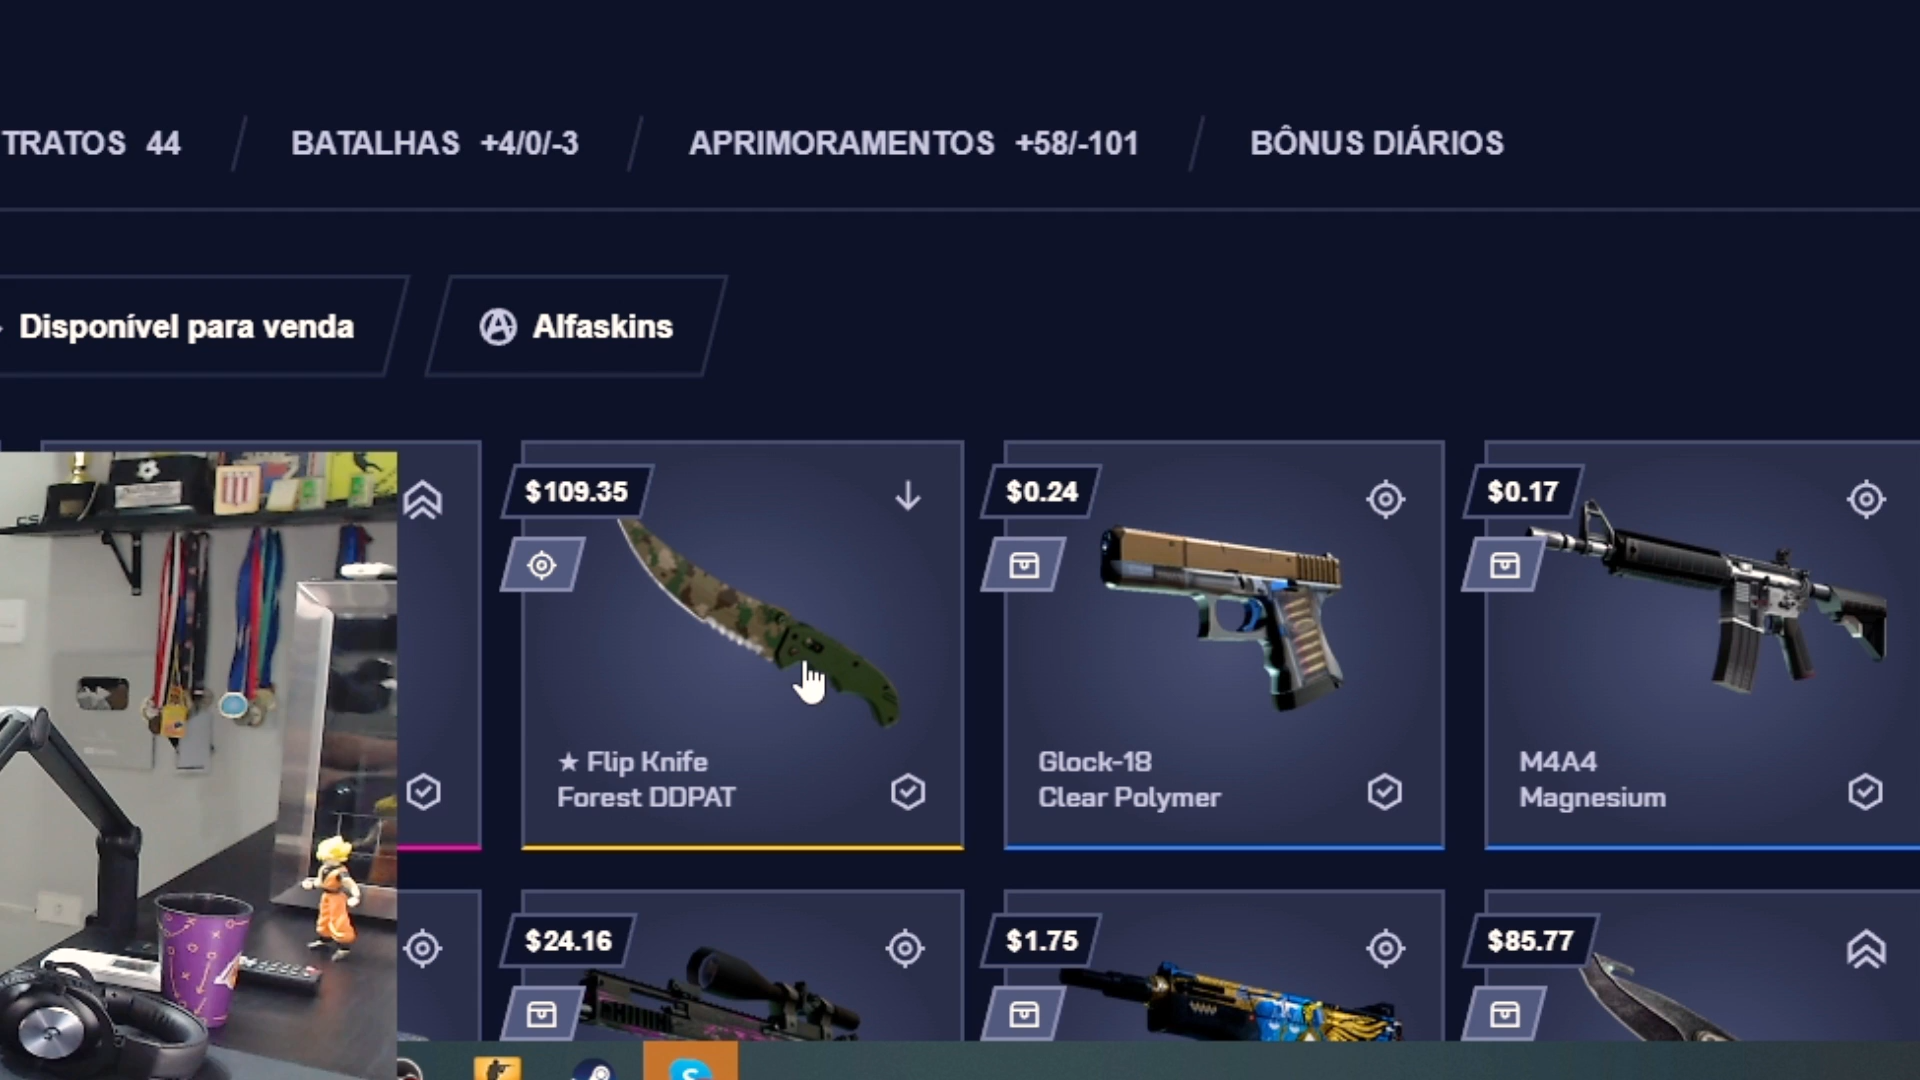 TRATOS 44
BATALHAS +4/0/-3
APRIMORAMENTOS +58/-101
BÔNUS DIÁRIOS
Disponível para venda
Alfaskins
$109.35
★ Flip Knife
Forest DDPAT
$0.24
Glock-18
Clear Polymer
$0.17
M4A4
Magnesium
$24.16
$1.75
$85.77